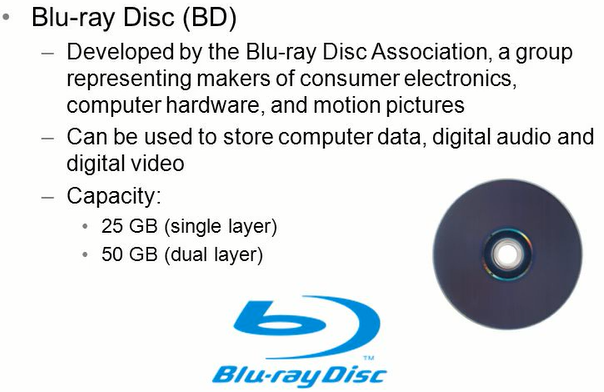 • Blu-ray Disc (BD)
– Developed by the Blu-ray Disc Association, a group
representing makers of consumer electronics,
computer hardware, and motion pictures
– Can be used to store computer data, digital audio and
digital video
– Capacity:
• 25 GB (single layer)
• 50 GB (dual layer)
TM
Blu-ray Disc